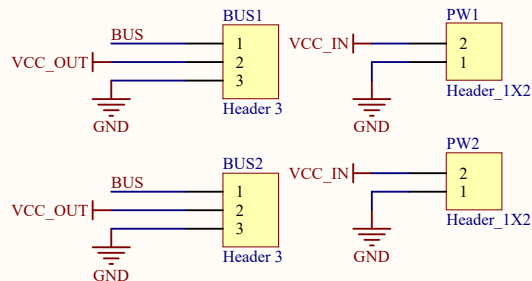 BUS1
BUS 1
VCC_OUT 2
3
GND
Header 3
PW1
VCC_IN 2
1
GND
Header_1X2
BUS2
BUS 1
VCC_OUT 2
3
GND
Header 3
PW2
VCC_IN 2
1
GND
Header_1X2